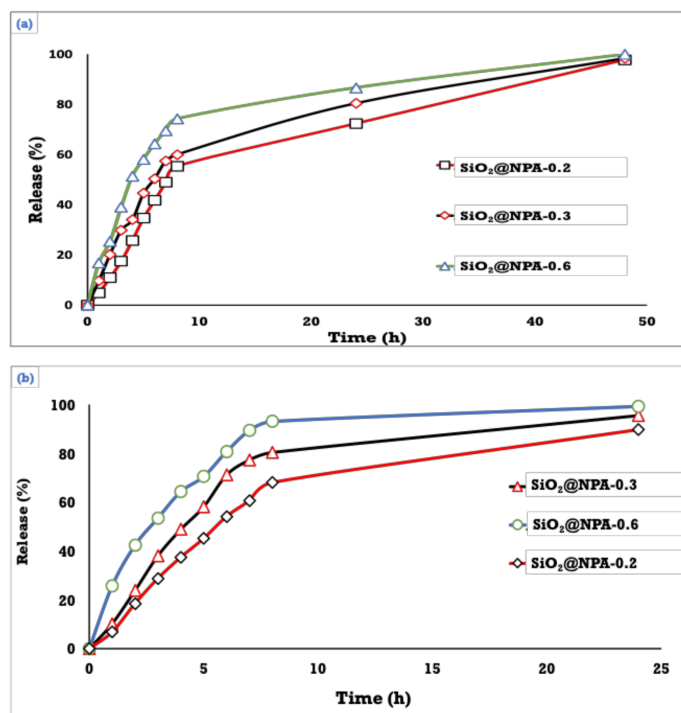 (a)
100
80
60
40
20
0
Release (%)
SiO₂@NPA-0.2
SiO₂@NPA-0.3
SiO₂@NPA-0.6
0 10 20 30 40 50
Time (h)
(b)
100
80
60
40
20
0
Release (%)
SiO₂@NPA-0.3
SiO₂@NPA-0.6
SiO₂@NPA-0.2
0 5 10 15 20 25
Time (h)